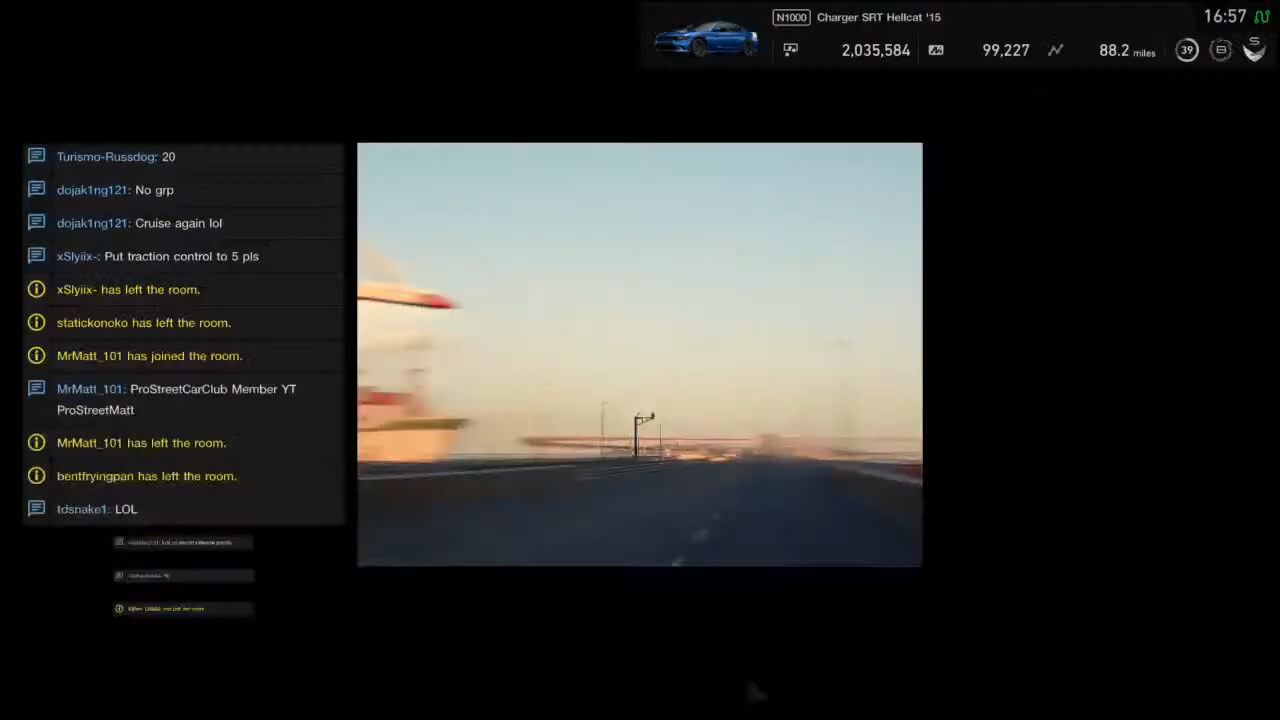 16:57
N1000 Charger SRT Hellcat '15
2,035,584 99,227 88.2 miles 39 B S
Turismo-Russdog: 20
dojak1ng121: No grp
dojak1ng121: Cruise again lol
xSlyiix-: Put traction control to 5 pls
xSlyiix- has left the room.
statickonoko has left the room.
MrMatt_101 has joined the room.
MrMatt_101: ProStreetCarClub Member YT
ProStreetMatt
MrMatt_101 has left the room.
bentfryingpan has left the room.
tdsnake1: LOL